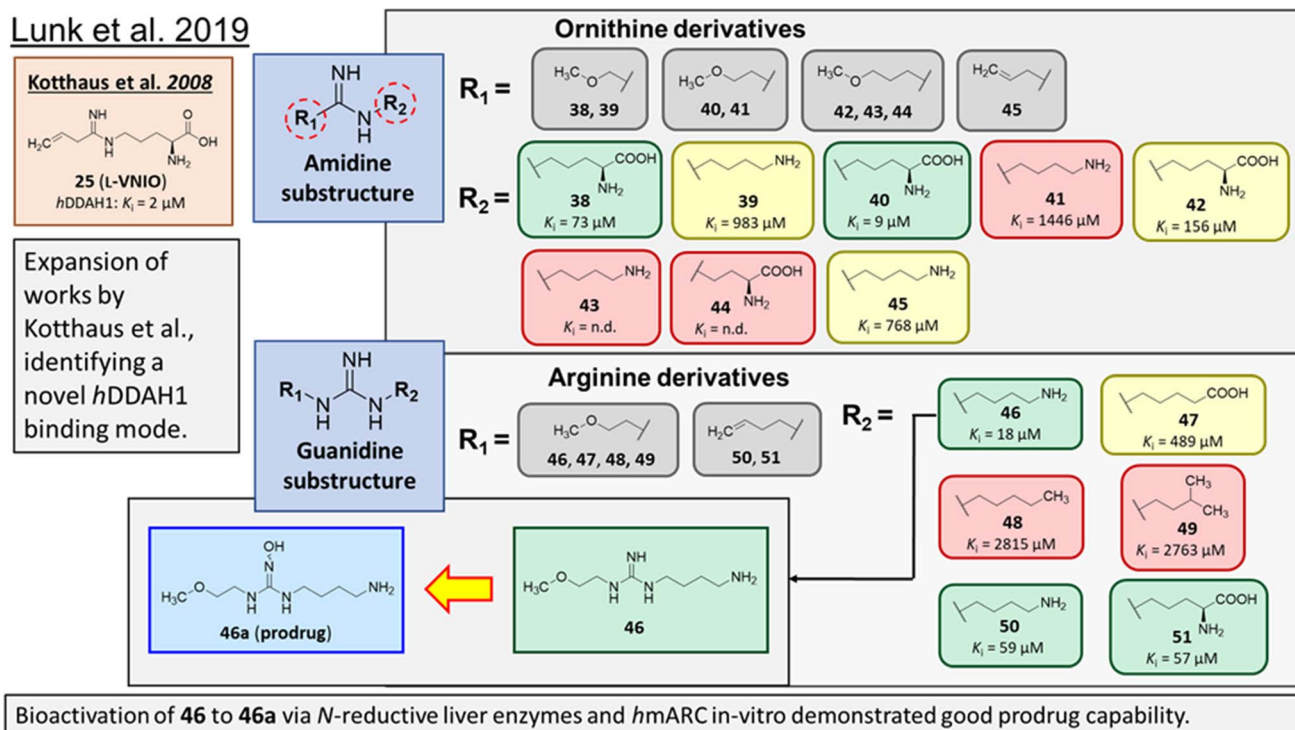 Lunk et al. 2019
Kotthaus et al. 2008
NH
H₂C
N
H
O
OH
NH₂
25 (L-VNIO)
hDDAH1: Kᵢ = 2 µM
Expansion of
works by
Kotthaus et al.,
identifying a
novel hDDAH1
binding mode.
NH
R₁
N
H
R₂
Amidine
substructure
Ornithine derivatives
R₁ =
H₃C
O
38, 39
H₃C
O
40, 41
H₃C
O
42, 43, 44
H₂C
45
R₂ =
COOH
NH₂
38
Kᵢ = 73 µM
NH₂
39
Kᵢ = 983 µM
COOH
NH₂
40
Kᵢ = 9 µM
NH₂
41
Kᵢ = 1446 µM
COOH
NH₂
42
Kᵢ = 156 µM
NH₂
43
Kᵢ = n.d.
COOH
NH₂
44
Kᵢ = n.d.
NH₂
45
Kᵢ = 768 µM
NH
R₁
N
H
N
H
R₂
Guanidine
substructure
Arginine derivatives
R₁ =
H₃C
O
46, 47, 48, 49
H₂C
50, 51
R₂ =
NH₂
46
Kᵢ = 18 µM
COOH
47
Kᵢ = 489 µM
CH₃
48
Kᵢ = 2815 µM
CH₃
CH₃
49
Kᵢ = 2763 µM
NH₂
50
Kᵢ = 59 µM
COOH
NH₂
51
Kᵢ = 57 µM
OH
N
H₃C
O
N
H
N
H
NH₂
46a (prodrug)
NH
H₃C
O
N
H
N
H
NH₂
46
Bioactivation of 46 to 46a via N-reductive liver enzymes and hmARC in-vitro demonstrated good prodrug capability.